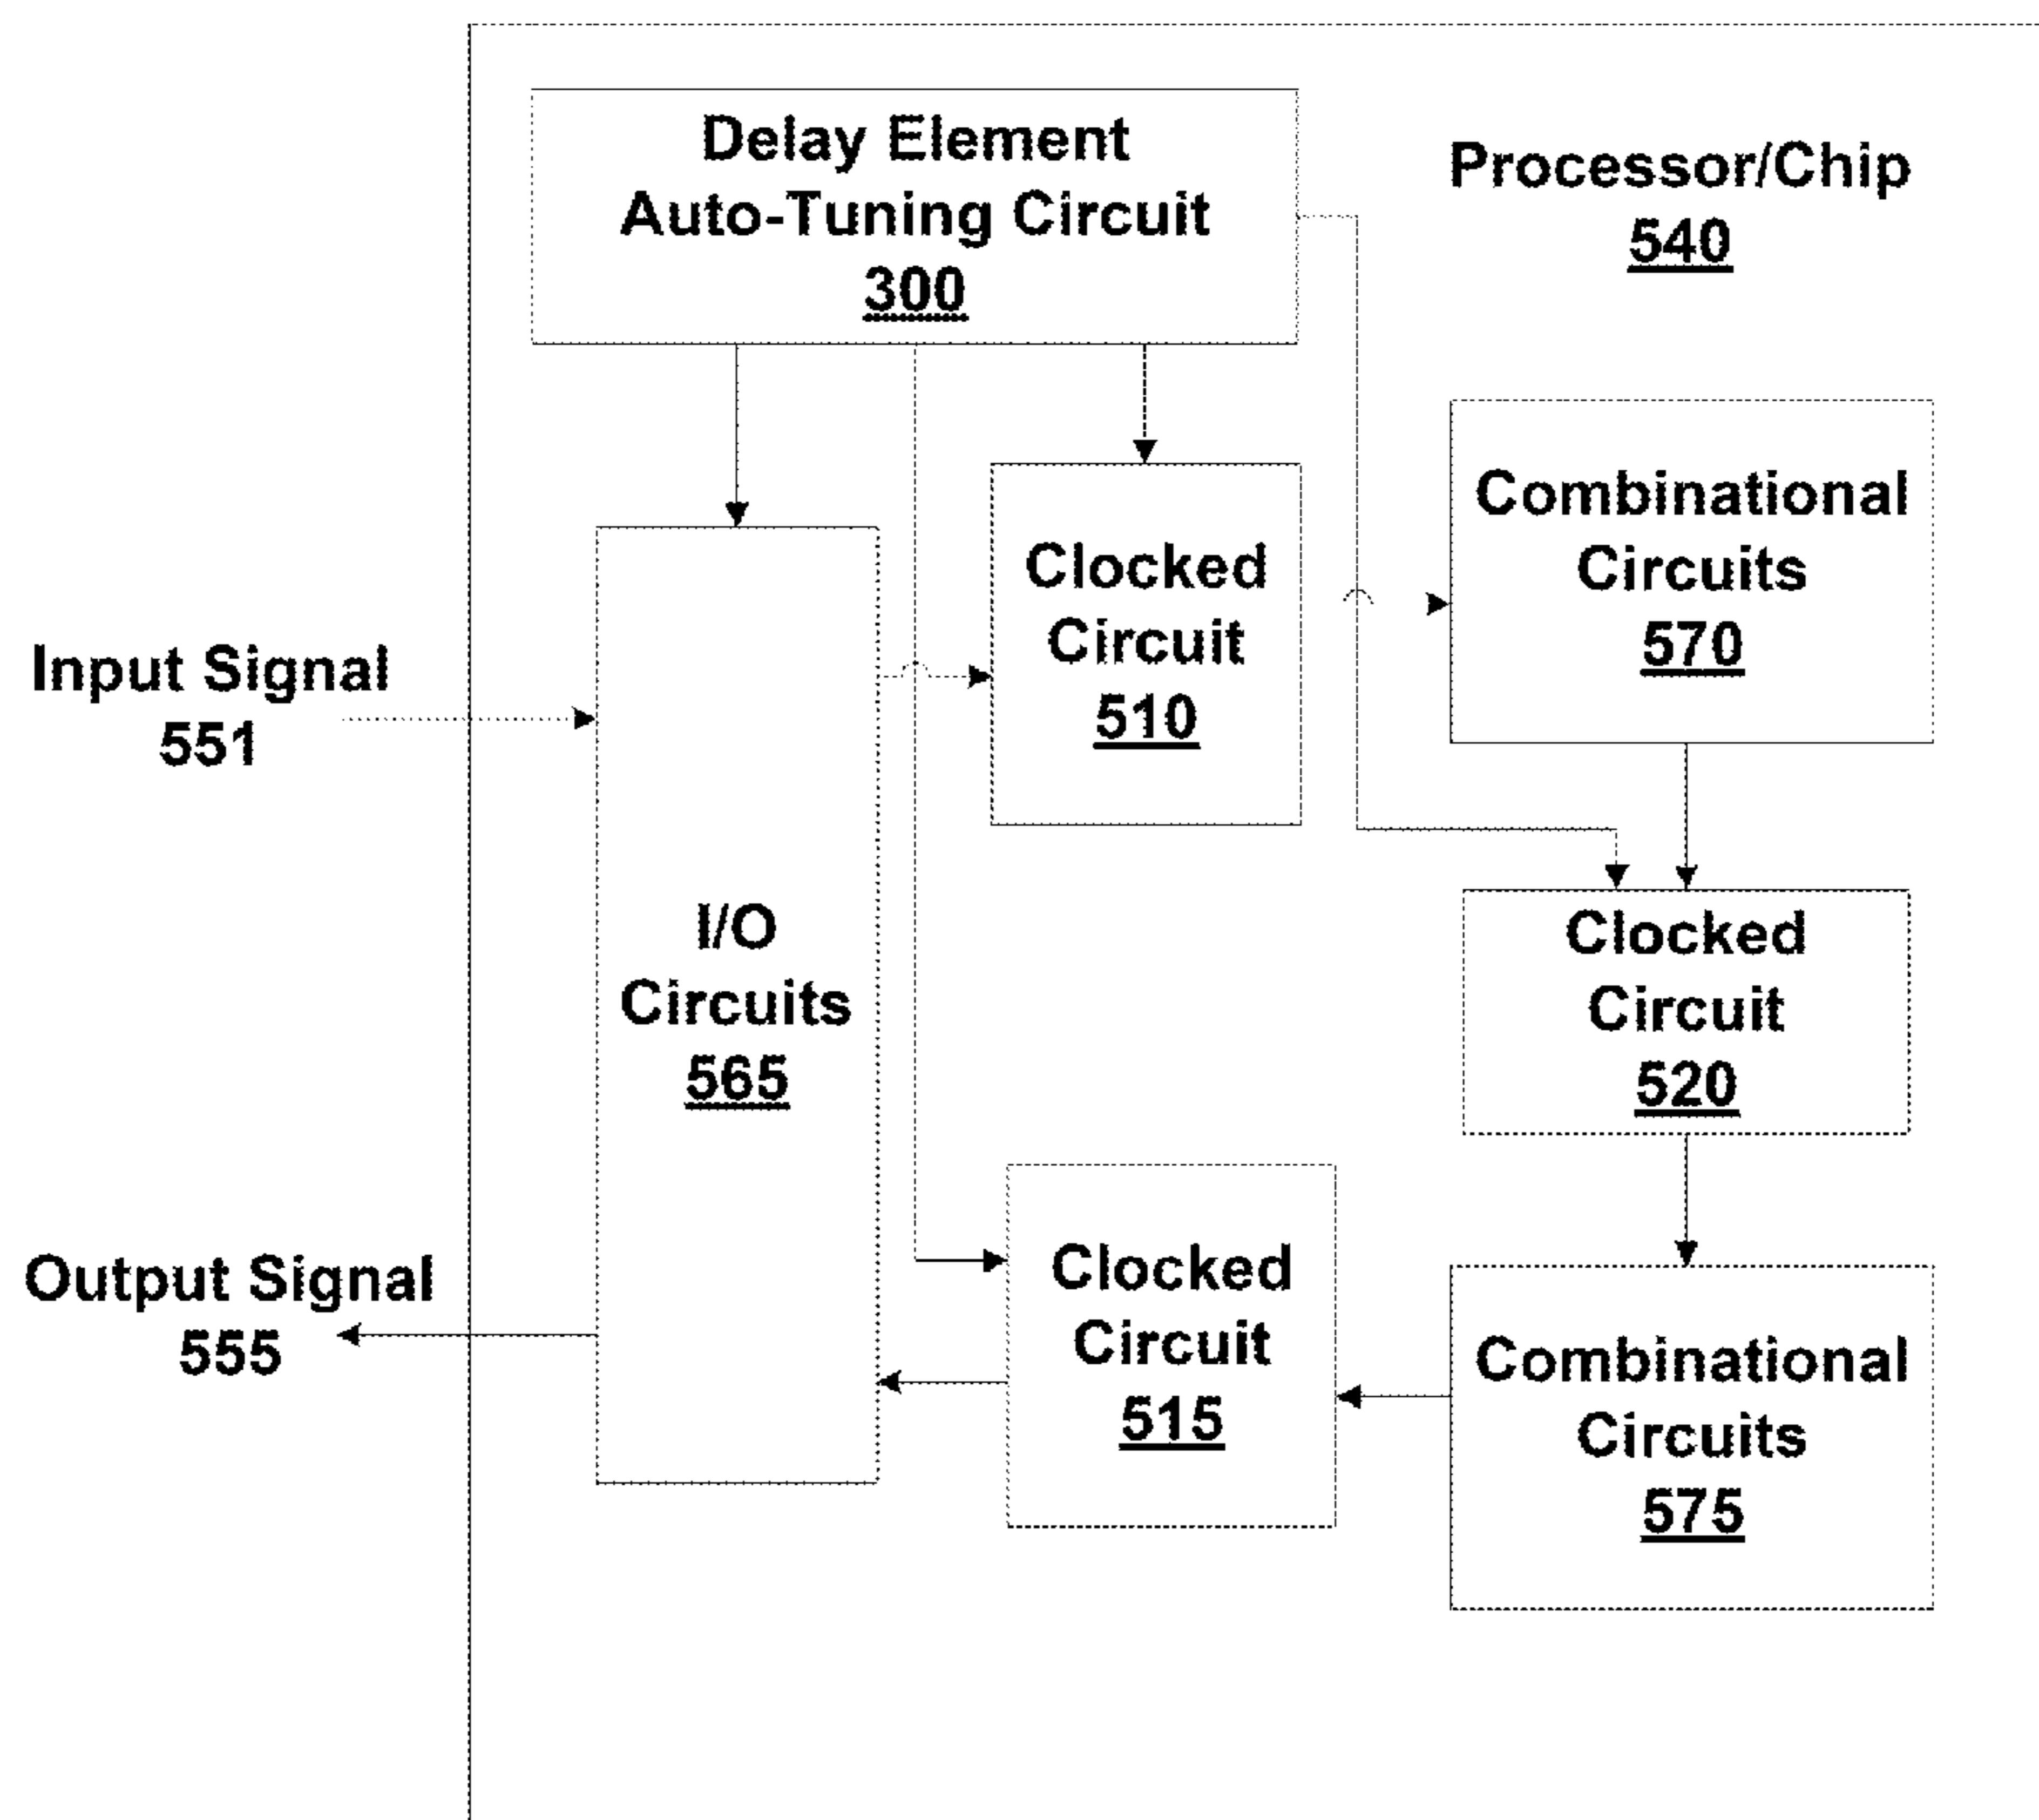 Delay Element
Auto-Tuning Circuit
300
Processor/Chip
540
Clocked
Circuit
510
Combinational
Circuits
570
Input Signal
551
I/O
Circuits
565
Clocked
Circuit
520
Output Signal
555
Clocked
Circuit
515
Combinational
Circuits
575